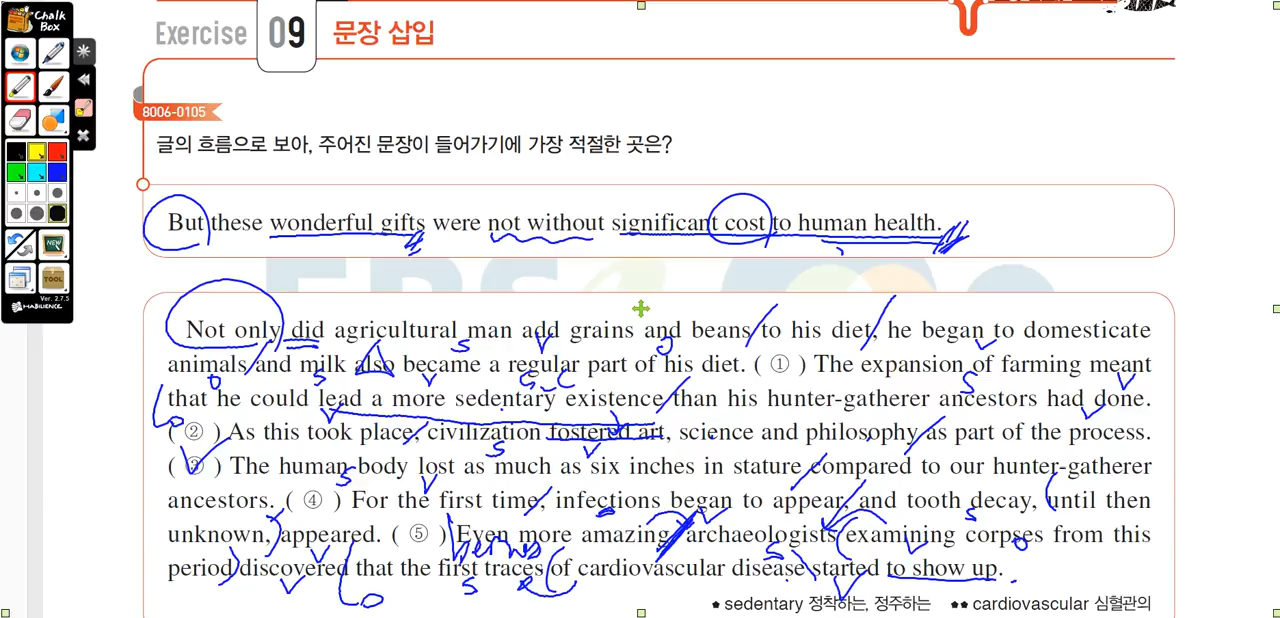 Chalk Box
Exercise 09 문장 삽입
8006-0105
글의 흐름으로 보아, 주어진 문장이 들어가기에 가장 적절한 곳은?
But these wonderful gifts were not without significant cost to human health.
Not only did agricultural man add grains and beans to his diet, he began to domesticate
animals and milk also became a regular part of his diet. ( ① ) The expansion of farming meant
that he could lead a more sedentary existence than his hunter-gatherer ancestors had done.
( ② ) As this took place, civilization fostered art, science and philosophy as part of the process.
( ③ ) The human body lost as much as six inches in stature compared to our hunter-gatherer
ancestors. ( ④ ) For the first time, infections began to appear, and tooth decay, until then
unknown, appeared. ( ⑤ ) Even more amazing archaeologists examining corpses from this
period discovered that the first traces of cardiovascular disease started to show up.
● sedentary 정착하는, 정주하는 ●● cardiovascular 심혈관의
NEW
TOOL
Ver. 2.7.5
HABILIENCE